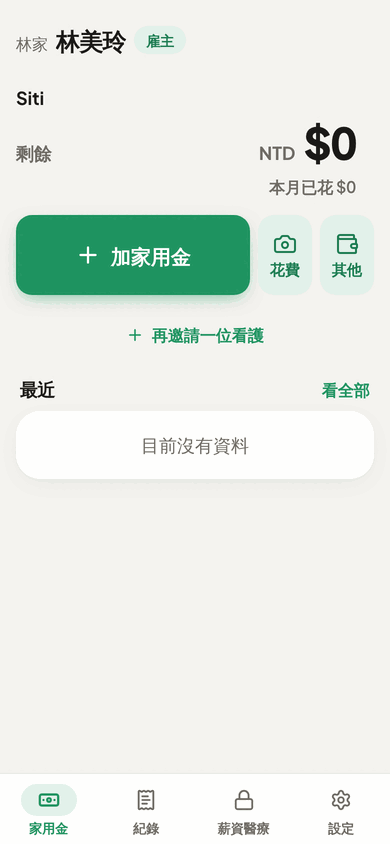 林家 林美玲 雇主
Siti
剩餘 NTD $0
本月已花 $0
+ 加家用金
花費
其他
+ 再邀請一位看護
最近 看全部
目前沒有資料
家用金 紀錄 薪資醫療 設定